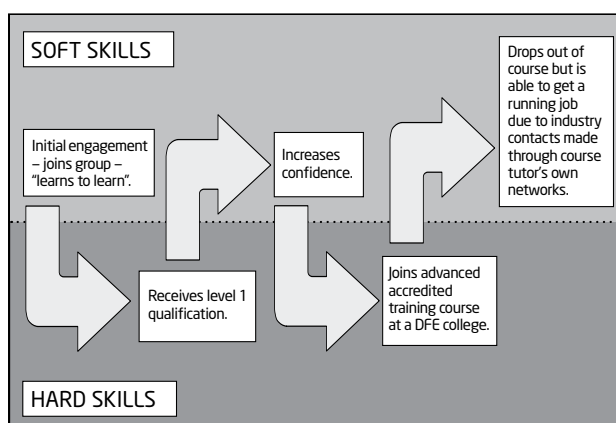 SOFT SKILLS
Initial engagement
– joins group –
“learns to learn”.
Receives level 1
qualification.
Increases
confidence.
Joins advanced
accredited
training course
at a DFE college.
Drops out of
course but is
able to get a
running job
due to industry
contacts made
through course
tutor’s own
networks.
HARD SKILLS